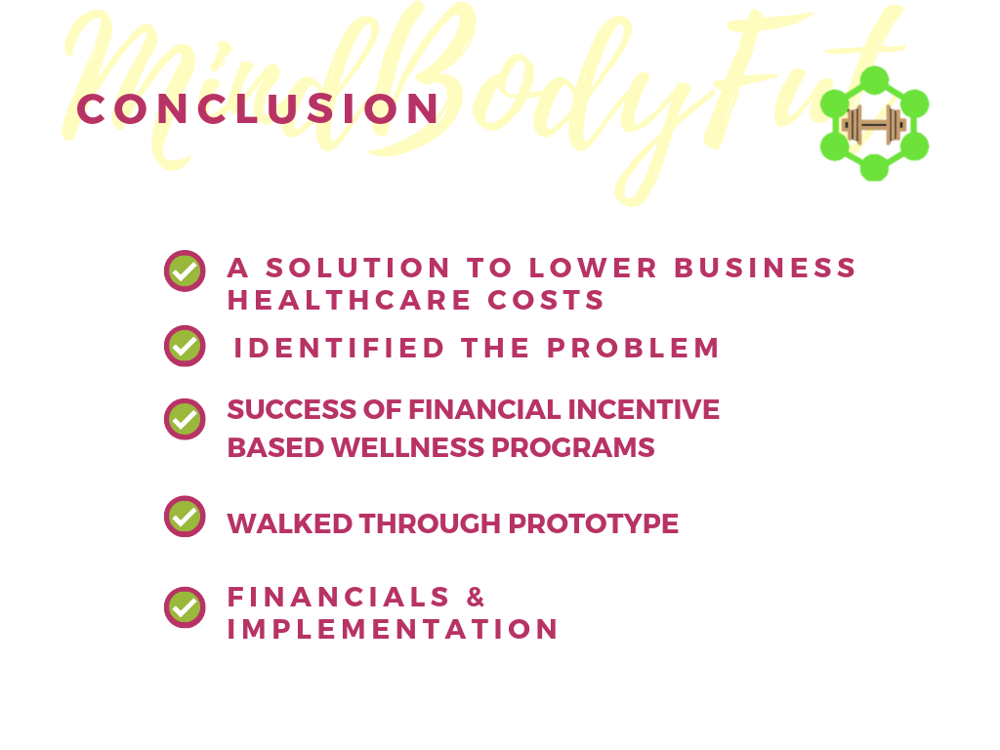 MindBodyFut
CONCLUSION
A SOLUTION TO LOWER BUSINESS
HEALTHCARE COSTS
IDENTIFIED THE PROBLEM
SUCCESS OF FINANCIAL INCENTIVE
BASED WELLNESS PROGRAMS
WALKED THROUGH PROTOTYPE
FINANCIALS &
IMPLEMENTATION